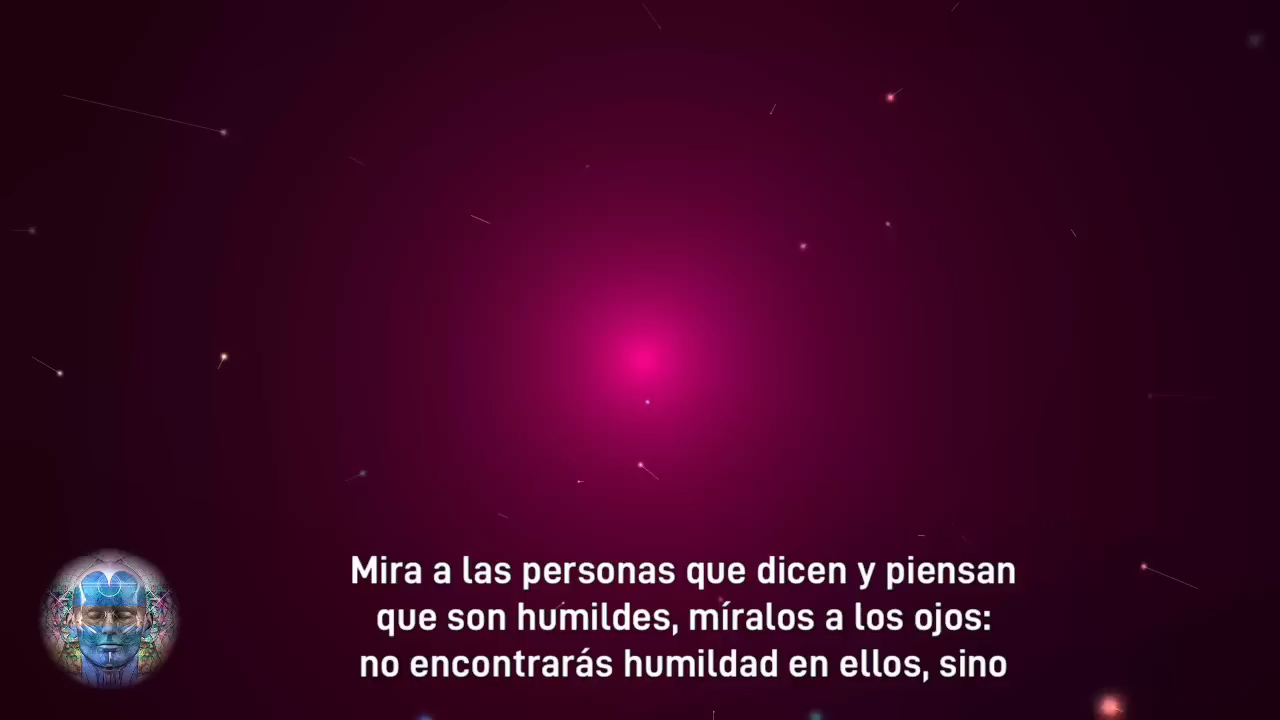 Mira a las personas que dicen y piensan
que son humildes, míralos a los ojos:
no encontrarás humildad en ellos, sino